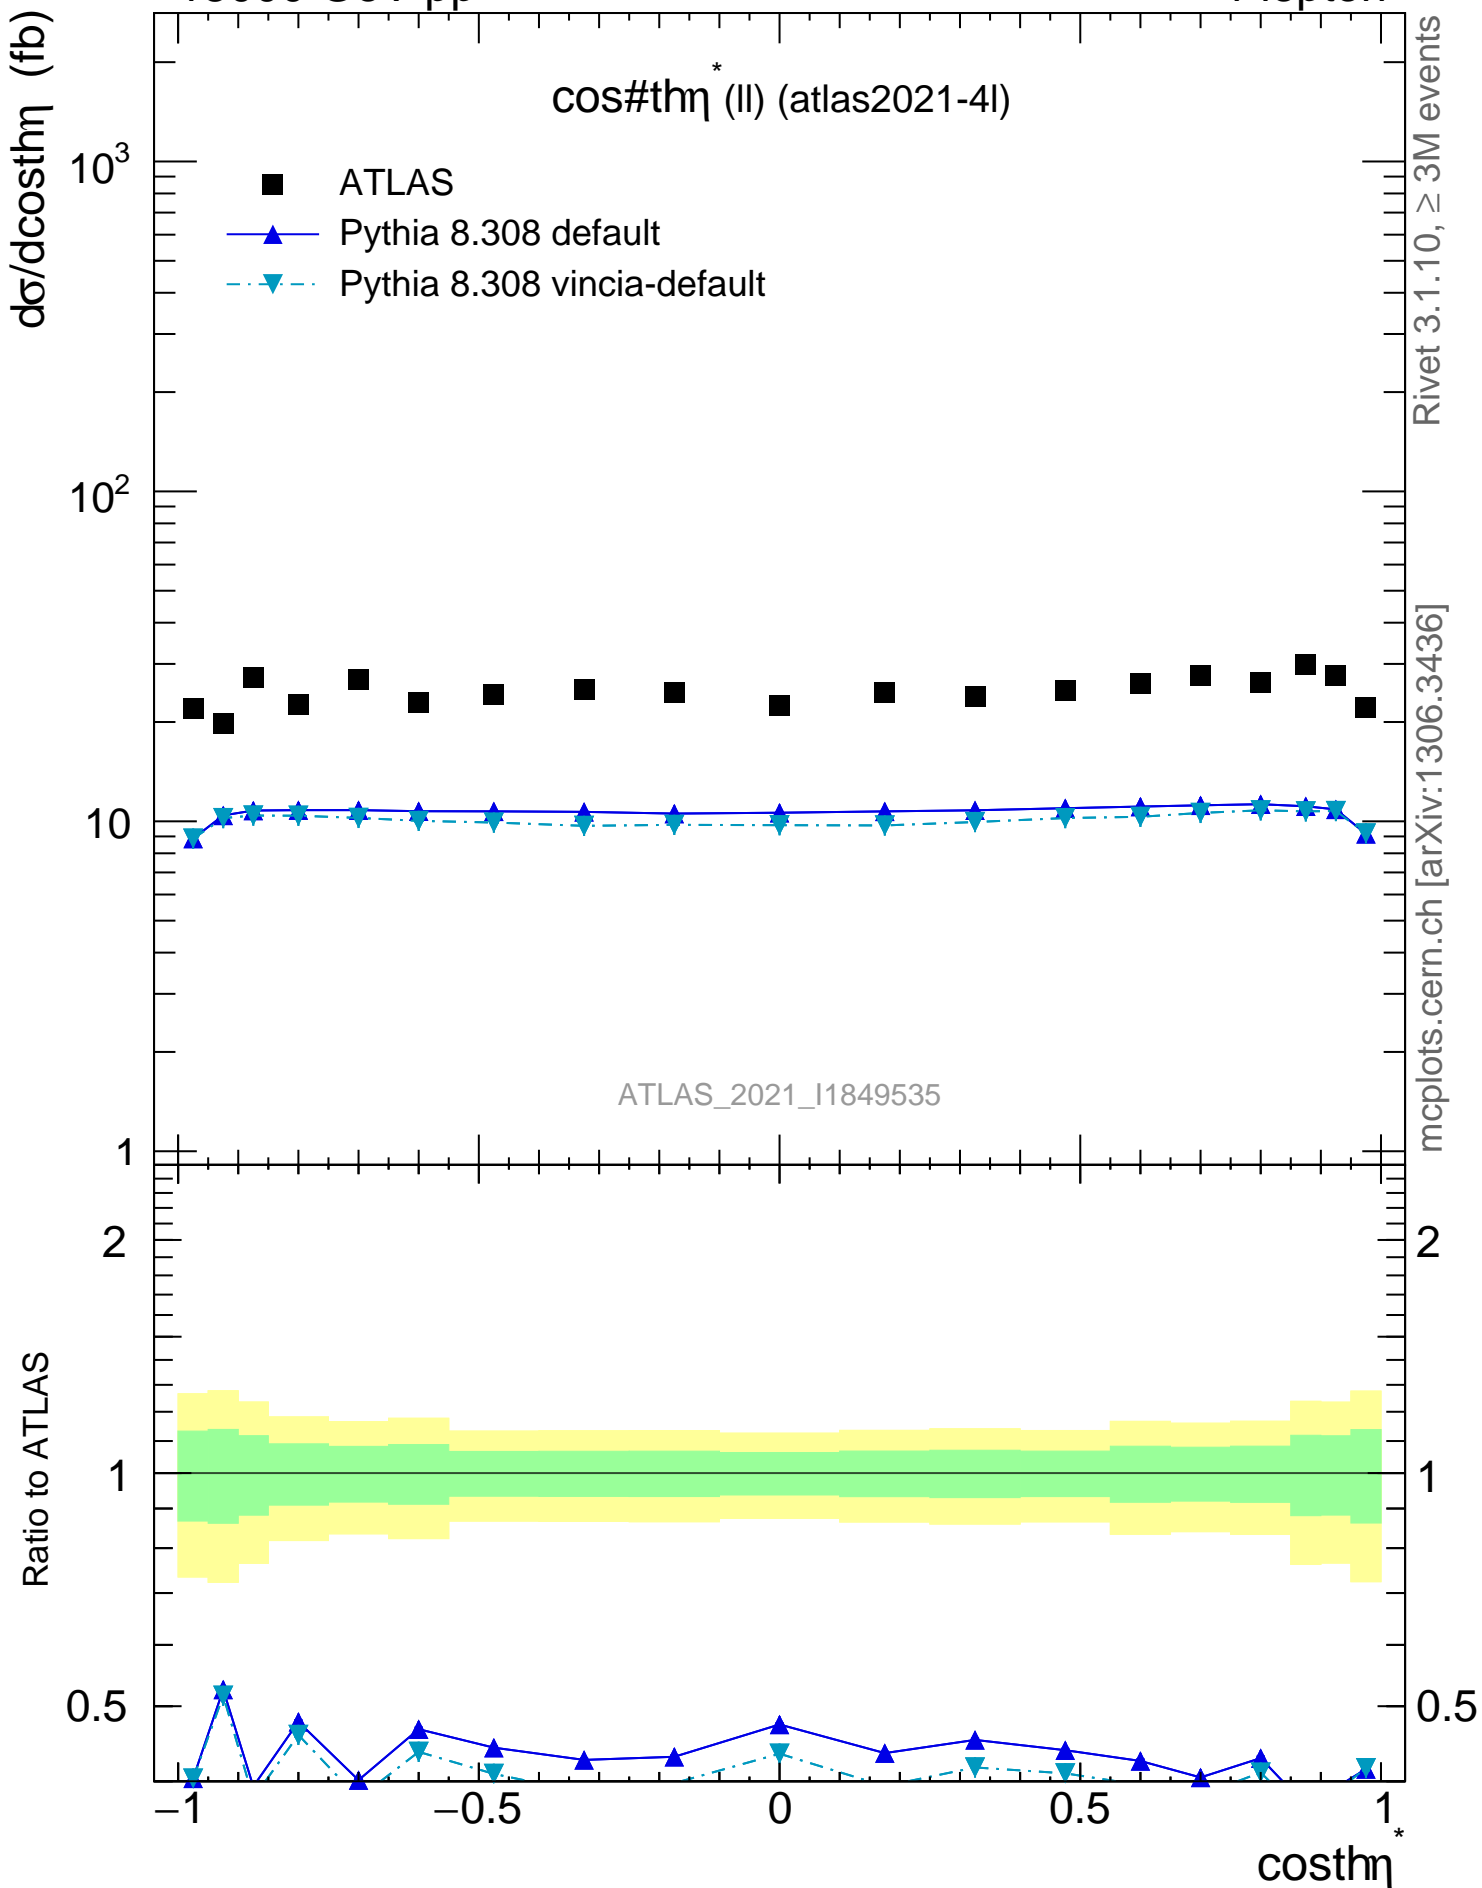 cos#thη* (ll) (atlas2021-4l)
ATLAS
Pythia 8.308 default
Pythia 8.308 vincia-default
dσ/dcosthη (fb)
10³
10²
10
1
ATLAS_2021_I1849535
Rivet 3.1.10, ≥ 3M events
mcplots.cern.ch [arXiv:1306.3436]
Ratio to ATLAS
2
1
0.5
2
1
0.5
−1 −0.5 0 0.5 1
costhη*